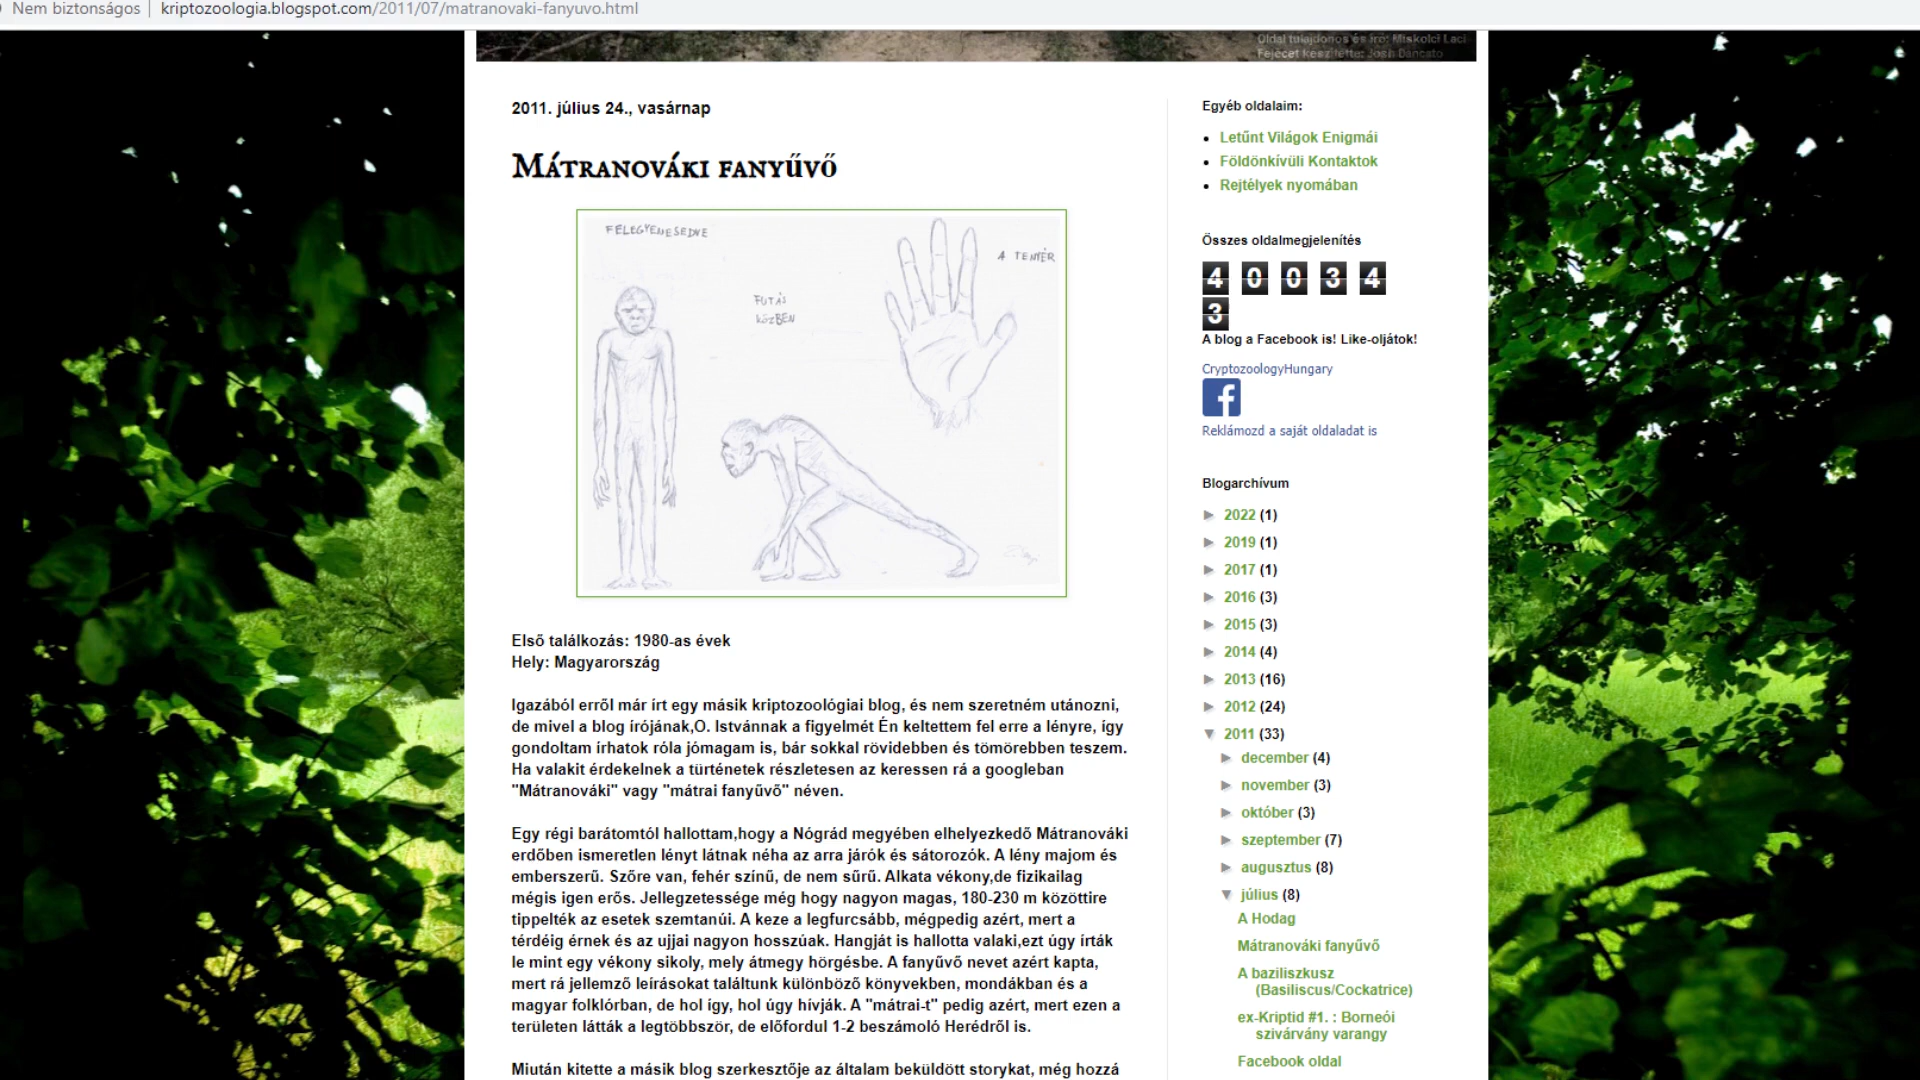 Nem biztonságos
kriptozoologia.blogspot.com/2011/07/matranovaki-fanyuvo.html
Oldal tulajdonos és író: Miskolci Laci
Fejécet készítette: Josh Dancato
2011. július 24., vasárnap
Mátranováki fanyűvő
FELEGYENESEDVE
A TENYÉR
FUTÁS
KÖZBEN
Első találkozás: 1980-as évek
Hely: Magyarország
Igazából erről már írt egy másik kriptozoológiai blog, és nem szeretném utánozni,
de mivel a blog írójának,O. Istvánnak a figyelmét Én keltettem fel erre a lényre, így
gondoltam írhatok róla jómagam is, bár sokkal rövidebben és tömörebben teszem.
Ha valakit érdekelnek a türténetek részletesen az keressen rá a googleban
"Mátranováki" vagy "mátrai fanyűvő" néven.
Egy régi barátomtól hallottam,hogy a Nógrád megyében elhelyezkedő Mátranováki
erdőben ismeretlen lényt látnak néha az arra járók és sátorozók. A lény majom és
emberszerű. Szőre van, fehér színű, de nem sűrű. Alkata vékony,de fizikailag
mégis igen erős. Jellegzetessége még hogy nagyon magas, 180-230 m közöttire
tippelték az esetek szemtanúi. A keze a legfurcsább, mégpedig azért, mert a
térdéig érnek és az ujjai nagyon hosszúak. Hangját is hallotta valaki,ezt úgy írták
le mint egy vékony sikoly, mely átmegy hörgésbe. A fanyűvő nevet azért kapta,
mert rá jellemző leírásokat találtunk különböző könyvekben, mondákban és a
magyar folklórban, de hol így, hol úgy hívják. A "mátrai-t" pedig azért, mert ezen a
területen látták a legtöbbször, de előfordul 1-2 beszámoló Herédről is.
Miután kitette a másik blog szerkesztője az általam beküldött storykat, még hozzá
Egyéb oldalaim:
Letűnt Világok Enigmái
Földönkívüli Kontaktok
Rejtélyek nyomában
Összes oldalmegjelenítés
4 0 0 3 4
3
A blog a Facebook is! Like-oljátok!
CryptozoologyHungary
f
Reklámozd a saját oldaladat is
Blogarchívum
► 2022 (1)
► 2019 (1)
► 2017 (1)
► 2016 (3)
► 2015 (3)
► 2014 (4)
► 2013 (16)
► 2012 (24)
▼ 2011 (33)
► december (4)
► november (3)
► október (3)
► szeptember (7)
► augusztus (8)
▼ július (8)
A Hodag
Mátranováki fanyűvő
A baziliszkusz
(Basiliscus/Cockatrice)
ex-Kriptid #1. : Borneói
szivárvány varangy
Facebook oldal